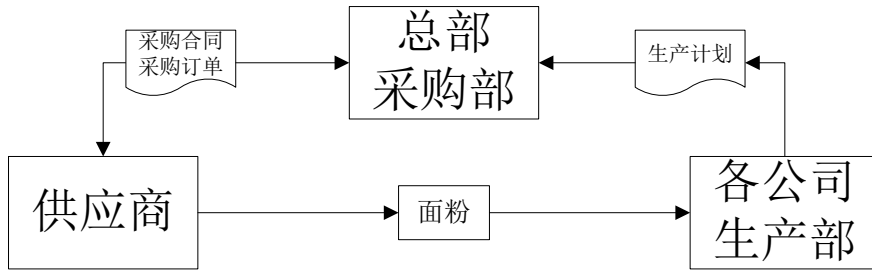 采购合同
采购订单
总部
采购部
生产计划
供应商
面粉
各公司
生产部